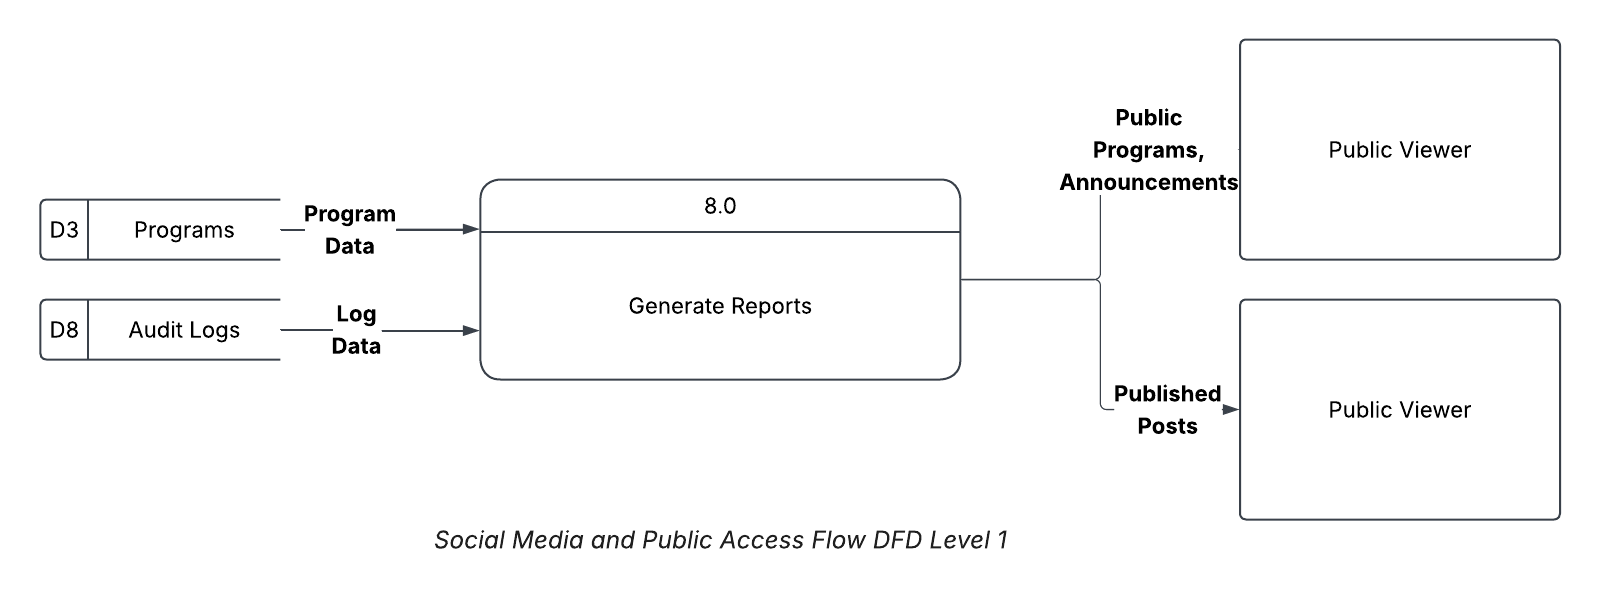 Public
Programs,
Announcements
Public Viewer
8.0
D3
Programs
Program
Data
D8
Audit Logs
Log
Data
Generate Reports
Published
Posts
Public Viewer
Social Media and Public Access Flow DFD Level 1